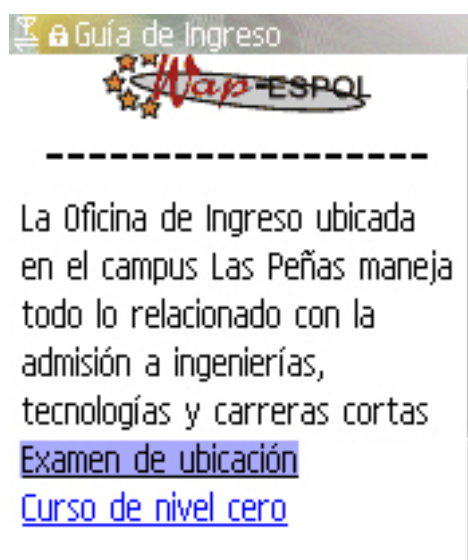 Guía de Ingreso
Wap-ESPOL
-------------------
La Oficina de Ingreso ubicada
en el campus Las Peñas maneja
todo lo relacionado con la
admisión a ingenierías,
tecnologías y carreras cortas
Examen de ubicación
Curso de nivel cero